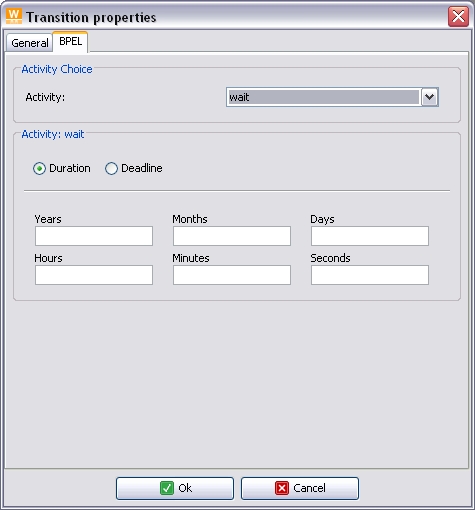 Transition properties
General BPEL
Activity Choice
Activity: wait
Activity: wait
Duration Deadline
Years Months Days
Hours Minutes Seconds
Ok Cancel